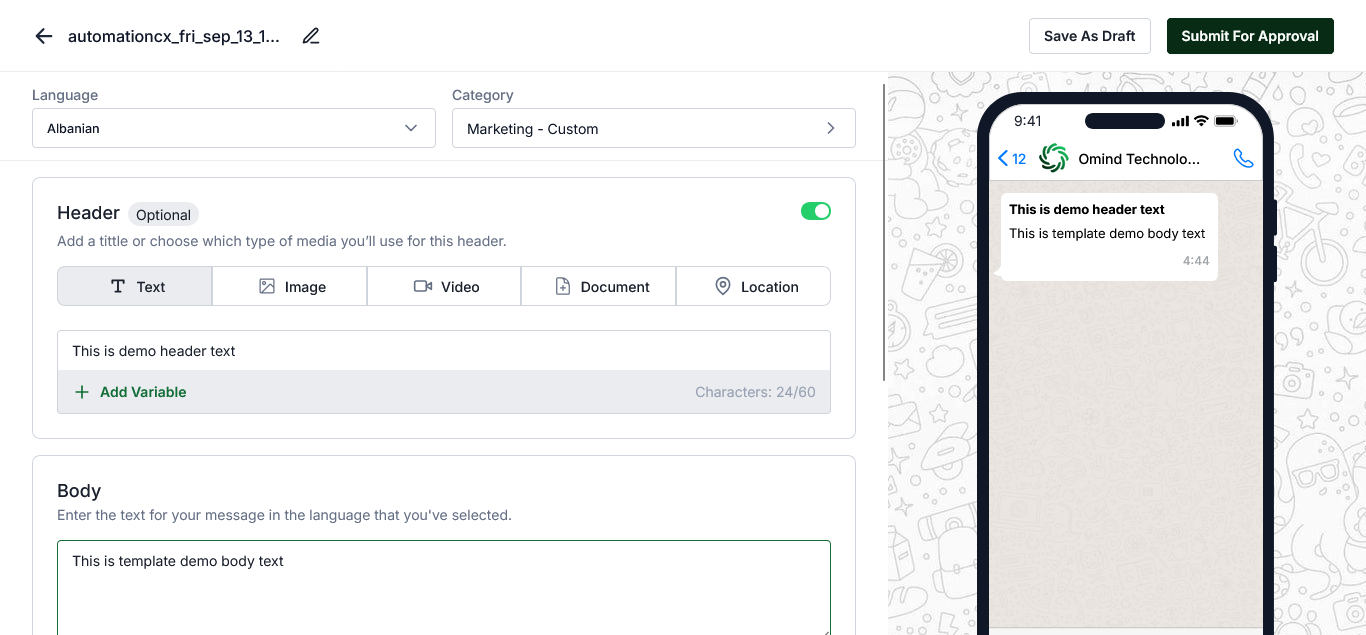 automationcx_fri_sep_13_1...
Save As Draft
Submit For Approval
Language
Albanian
Category
Marketing - Custom
Header
Optional
Add a tittle or choose which type of media you’ll use for this header.
Text
Image
Video
Document
Location
This is demo header text
Add Variable
Characters: 24/60
Body
Enter the text for your message in the language that you've selected.
This is template demo body text
9:41
12
Omind Technolo...
This is demo header text
This is template demo body text
4:44